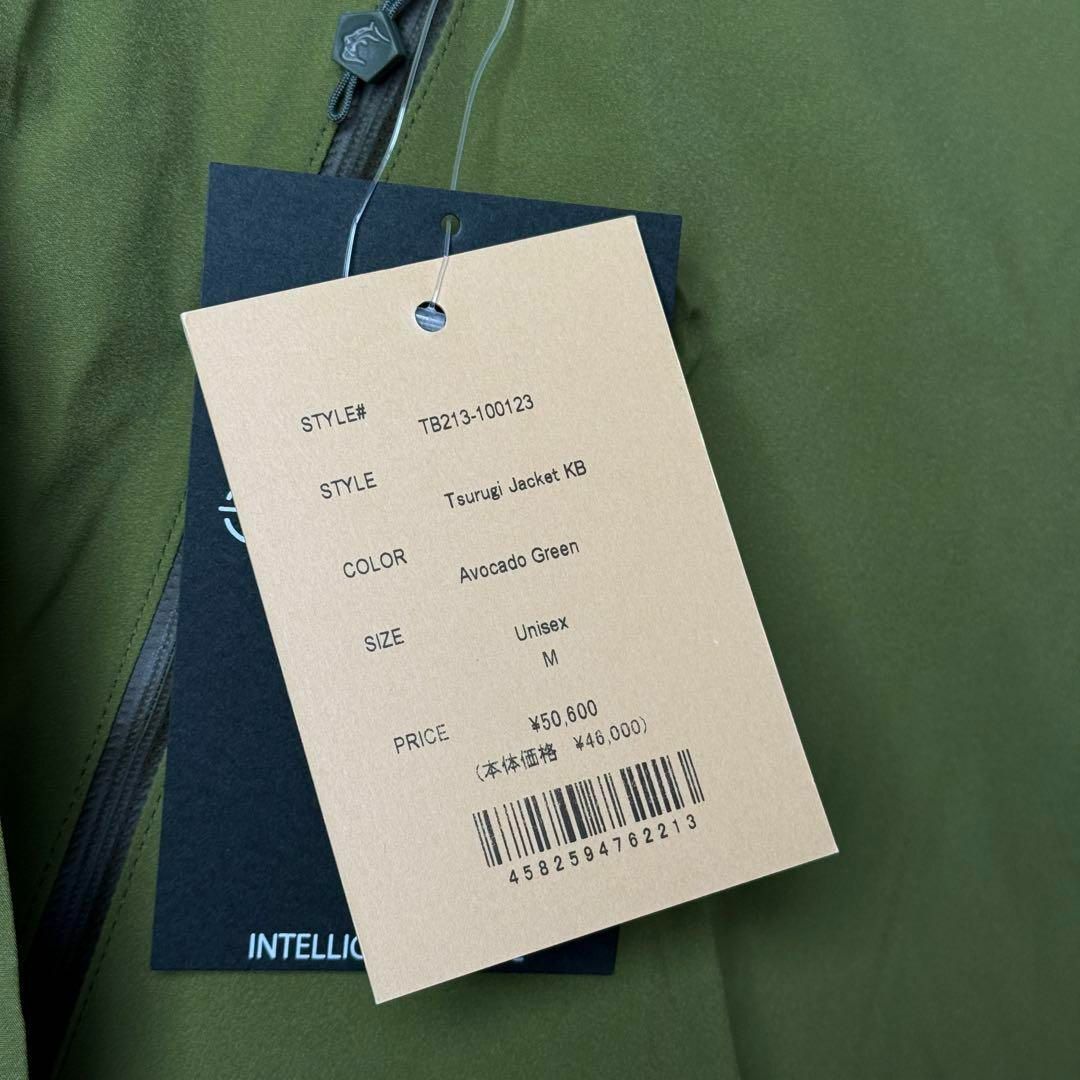 STYLE# TB213-100123
STYLE Tsurugi Jacket KB
COLOR Avocado Green
SIZE Unisex
M
PRICE ¥50,600
(本体価格 ¥46,000)
4582594762213